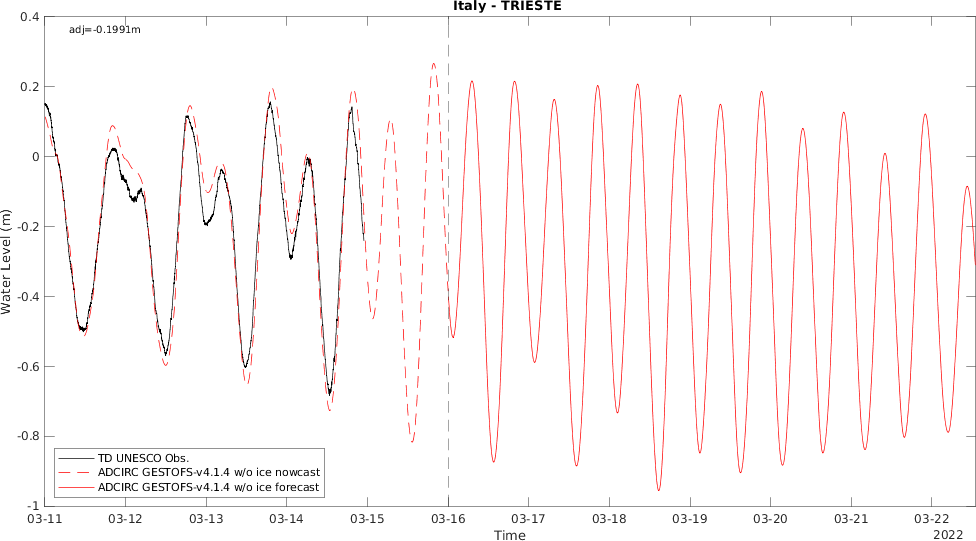 Italy - TRIESTE
adj=-0.1991m
0.4
0.2
0
-0.2
-0.4
-0.6
-0.8
-1
Water Level (m)
TD UNESCO Obs.
ADCIRC GESTOFS-v4.1.4 w/o ice nowcast
ADCIRC GESTOFS-v4.1.4 w/o ice forecast
03-11 03-12 03-13 03-14 03-15 03-16 03-17 03-18 03-19 03-20 03-21 03-22
Time
2022